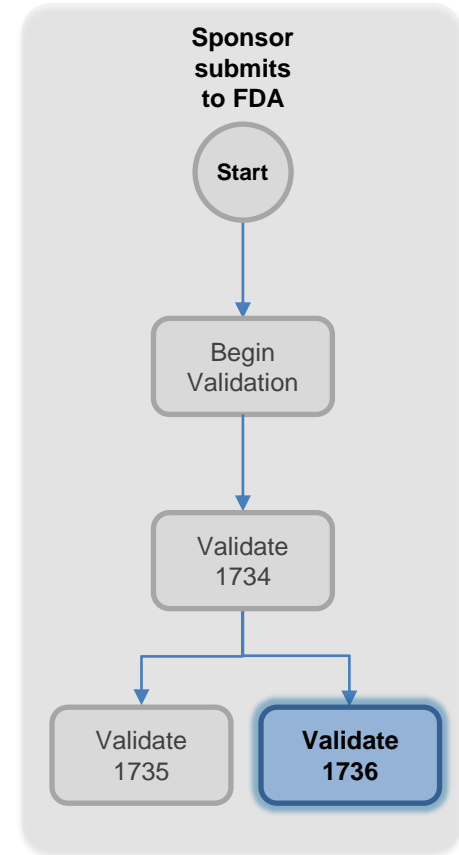 Sponsor
submits
to FDA
Start
Begin
Validation
Validate
1734
Validate
1735
Validate
1736